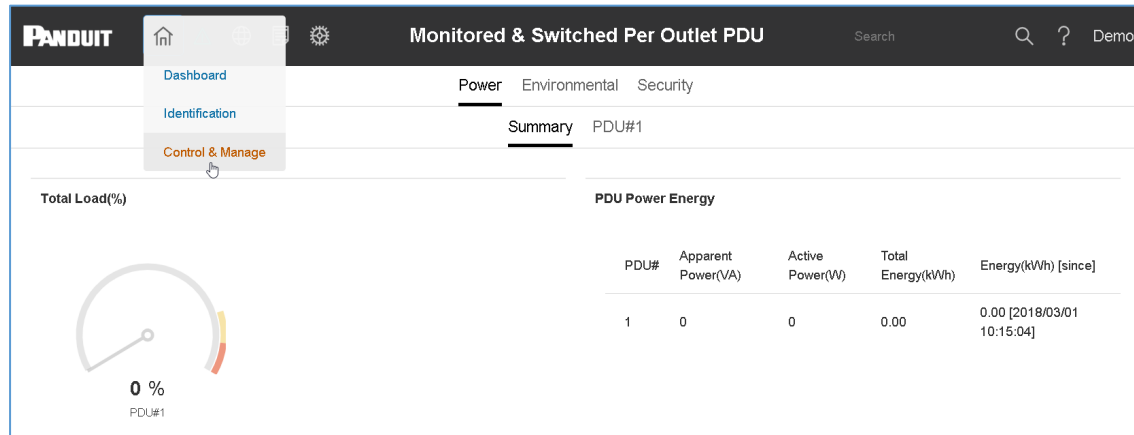 PANDUIT
Monitored & Switched Per Outlet PDU
Search
?
Demo
Dashboard
Identification
Control & Manage
Power Environmental Security
Summary PDU#1
Total Load(%)
0 %
PDU#1
PDU Power Energy
PDU# Apparent Power(VA) Active Power(W) Total Energy(kWh) Energy(kWh) [since]
1 0 0 0.00 0.00 [2018/03/01
10:15:04]